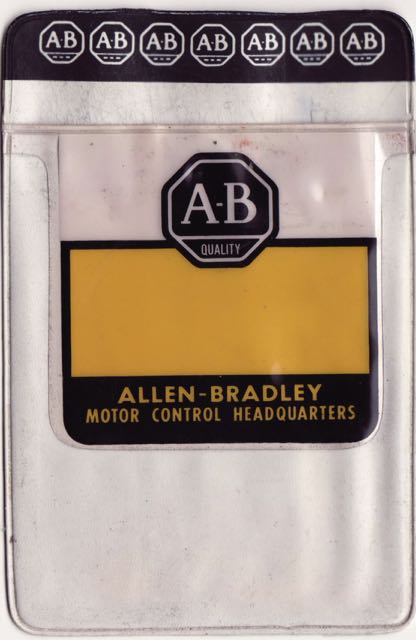 A-B A-B A-B A-B A-B A-B A-B
A-B
QUALITY
ALLEN-BRADLEY
MOTOR CONTROL HEADQUARTERS